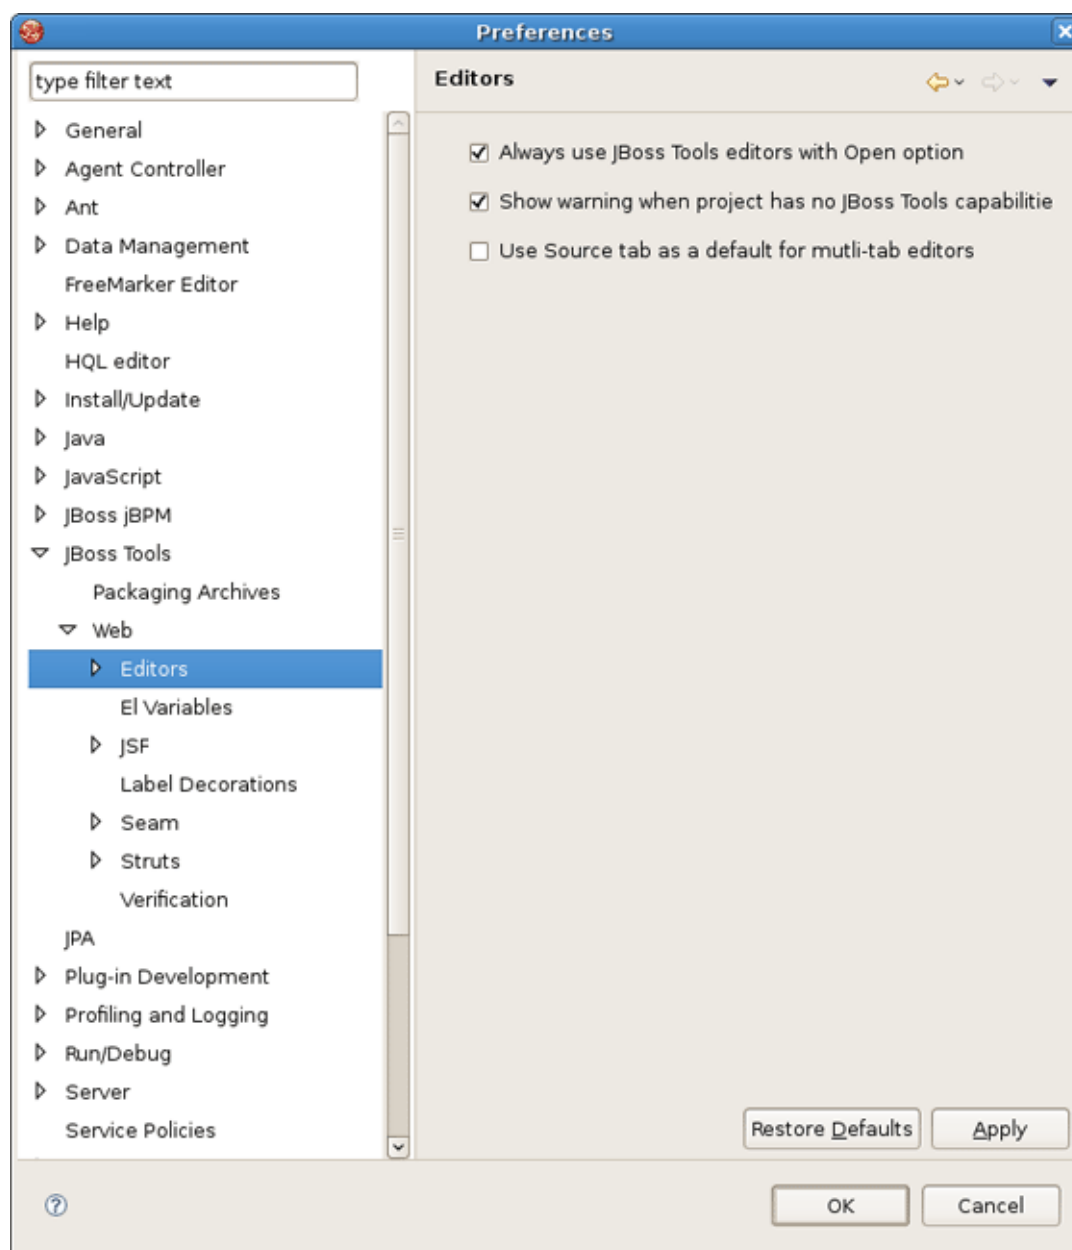 Preferences
type filter text
General
Agent Controller
Ant
Data Management
FreeMarker Editor
Help
HQL editor
Install/Update
Java
JavaScript
JBoss jBPM
JBoss Tools
Packaging Archives
Web
Editors
El Variables
JSF
Label Decorations
Seam
Struts
Verification
JPA
Plug-in Development
Profiling and Logging
Run/Debug
Server
Service Policies
Editors
Always use JBoss Tools editors with Open option
Show warning when project has no JBoss Tools capabilitie
Use Source tab as a default for mutli-tab editors
Restore Defaults
Apply
OK
Cancel